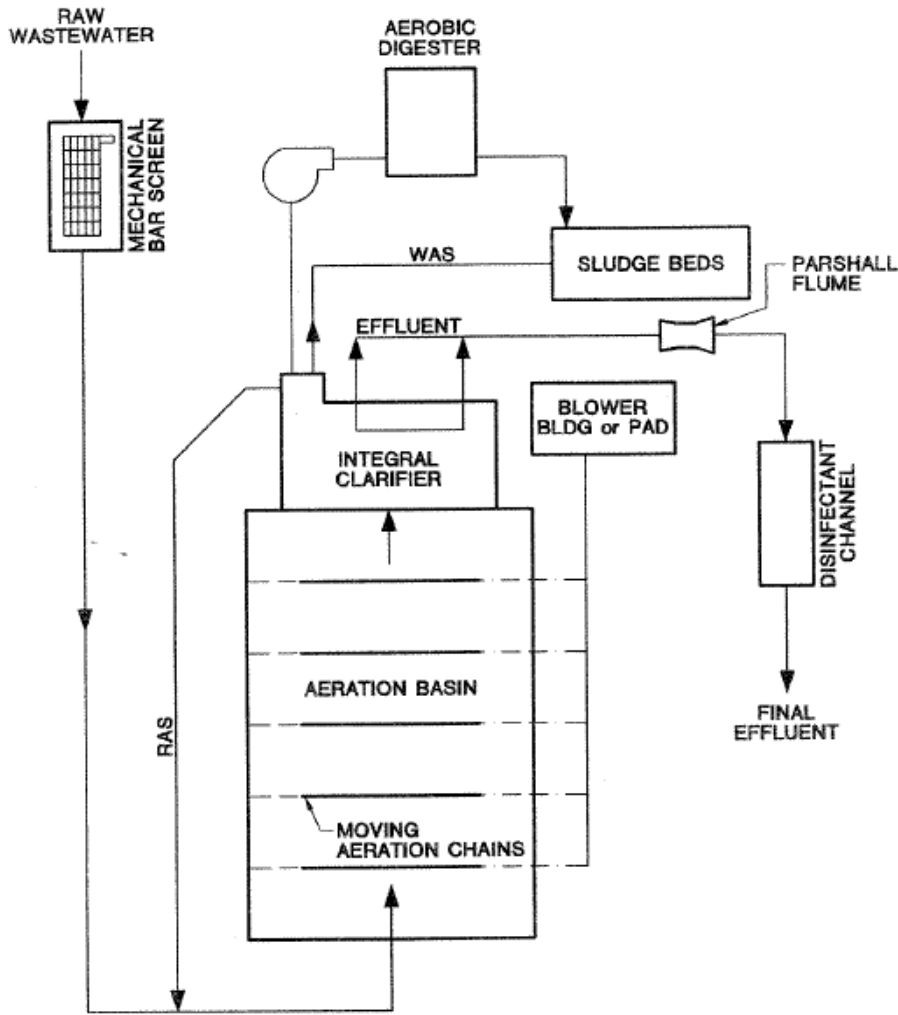 RAW
WASTEWATER
AEROBIC
DIGESTER
MECHANICAL
BAR SCREEN
WAS
SLUDGE BEDS
PARSHALL
FLUME
EFFLUENT
BLOWER
BLDG or PAD
INTEGRAL
CLARIFIER
DISINFECTANT
CHANNEL
AERATION BASIN
RAS
FINAL
EFFLUENT
MOVING
AERATION CHAINS